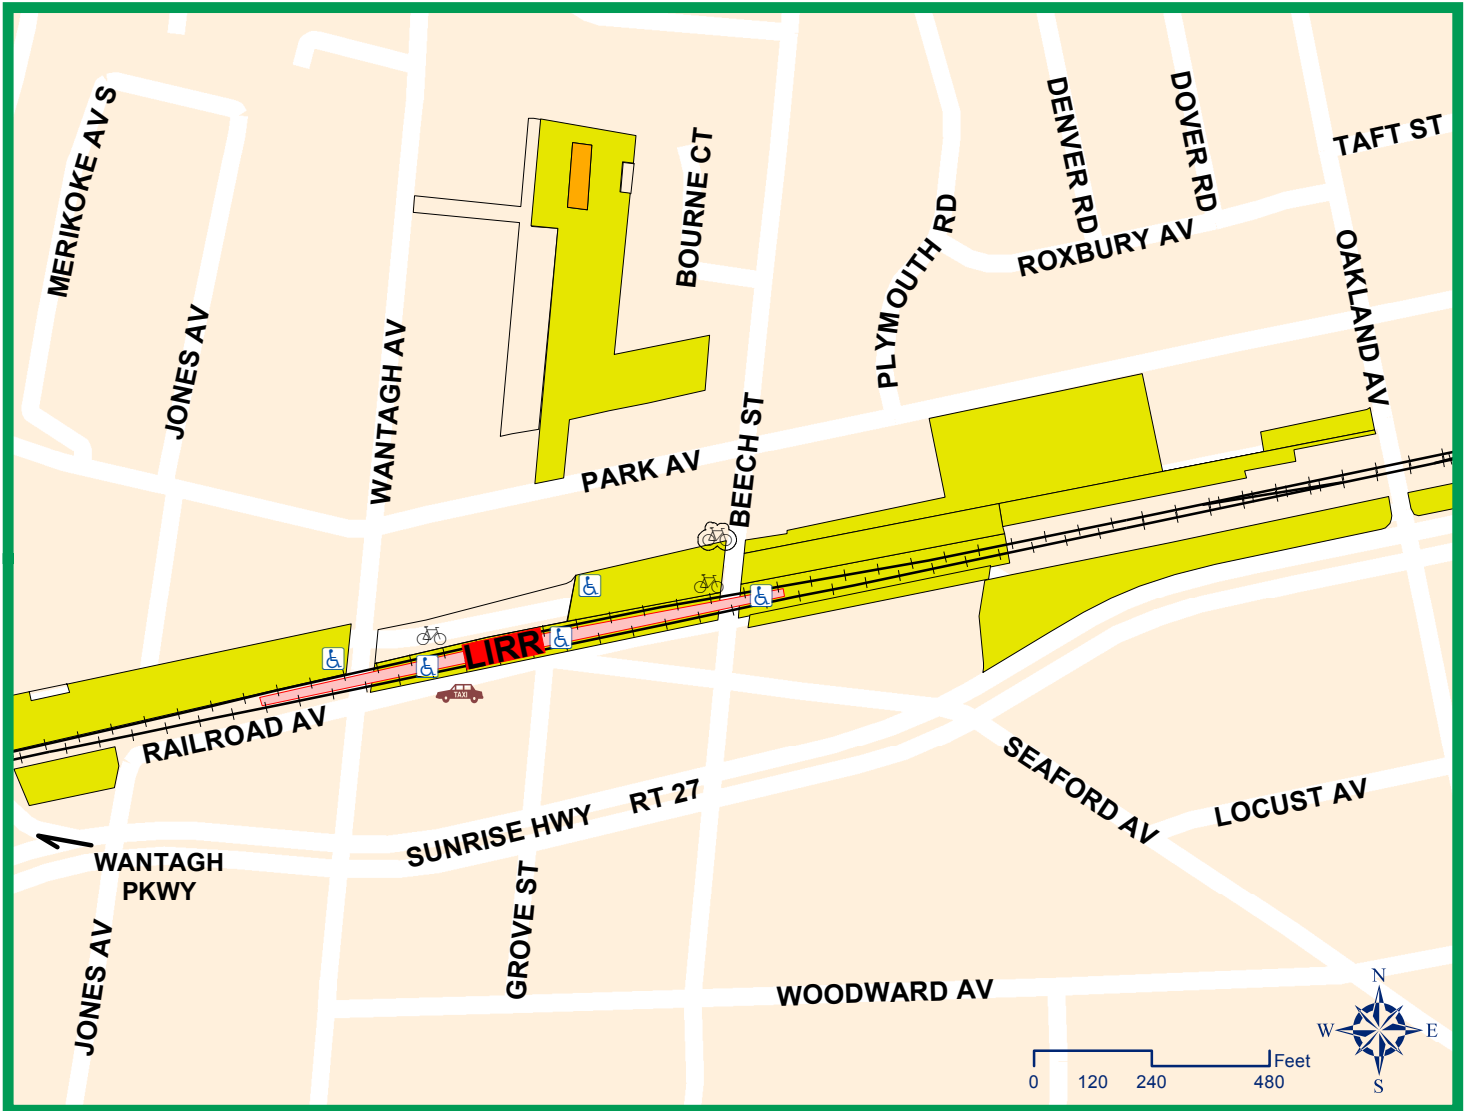 MERIKOKE AV S
JONES AV
WANTAGH AV
BOURNE CT
BEECH ST
PLYMOUTH RD
DENVER RD
DOVER RD
TAFT ST
ROXBURY AV
OAKLAND AV
PARK AV
LIRR
TAXI
RAILROAD AV
SUNRISE HWY
RT 27
SEAFORD AV
LOCUST AV
WANTAGH
PKWY
JONES AV
GROVE ST
WOODWARD AV
N
W
E
S
Feet
0 120 240 480